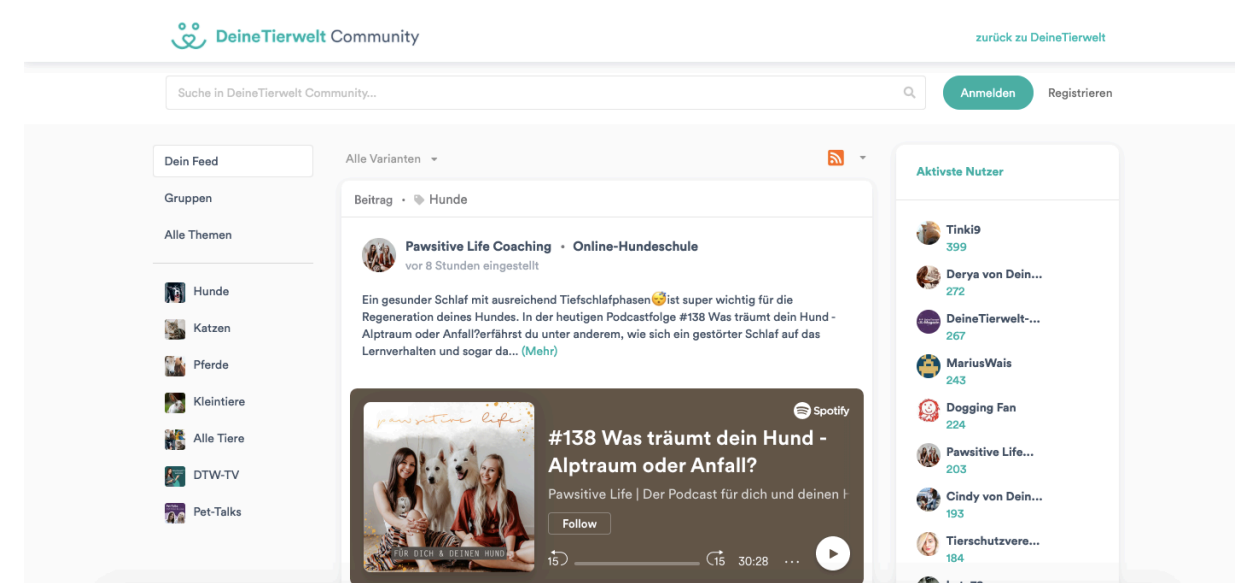 DeineTierwelt Community
zurück zu DeineTierwelt
Suche in DeineTierwelt Community...
Anmelden
Registrieren
Dein Feed
Gruppen
Alle Themen
Hunde
Katzen
Pferde
Kleintiere
Alle Tiere
DTW-TV
Pet-Talks
Alle Varianten
Beitrag • Hunde
Pawsitive Life Coaching • Online-Hundeschule
vor 8 Stunden eingestellt
Ein gesunder Schlaf mit ausreichend Tiefschlafphasen😴ist super wichtig für die
Regeneration deines Hundes. In der heutigen Podcastfolge #138 Was träumt dein Hund -
Alptraum oder Anfall?erfährst du unter anderem, wie sich ein gestörter Schlaf auf das
Lernverhalten und sogar da... (Mehr)
pawsitive life
FÜR DICH & DEINEN HUND
Spotify
#138 Was träumt dein Hund -
Alptraum oder Anfall?
Pawsitive Life | Der Podcast für dich und deinen
Follow
15
15
30:28
Aktivste Nutzer
Tinki9
399
Derya von Dein...
272
DeineTierwelt-...
267
MariusWais
243
Dogging Fan
224
Pawsitive Life...
203
Cindy von Dein...
193
Tierschutzvere...
184